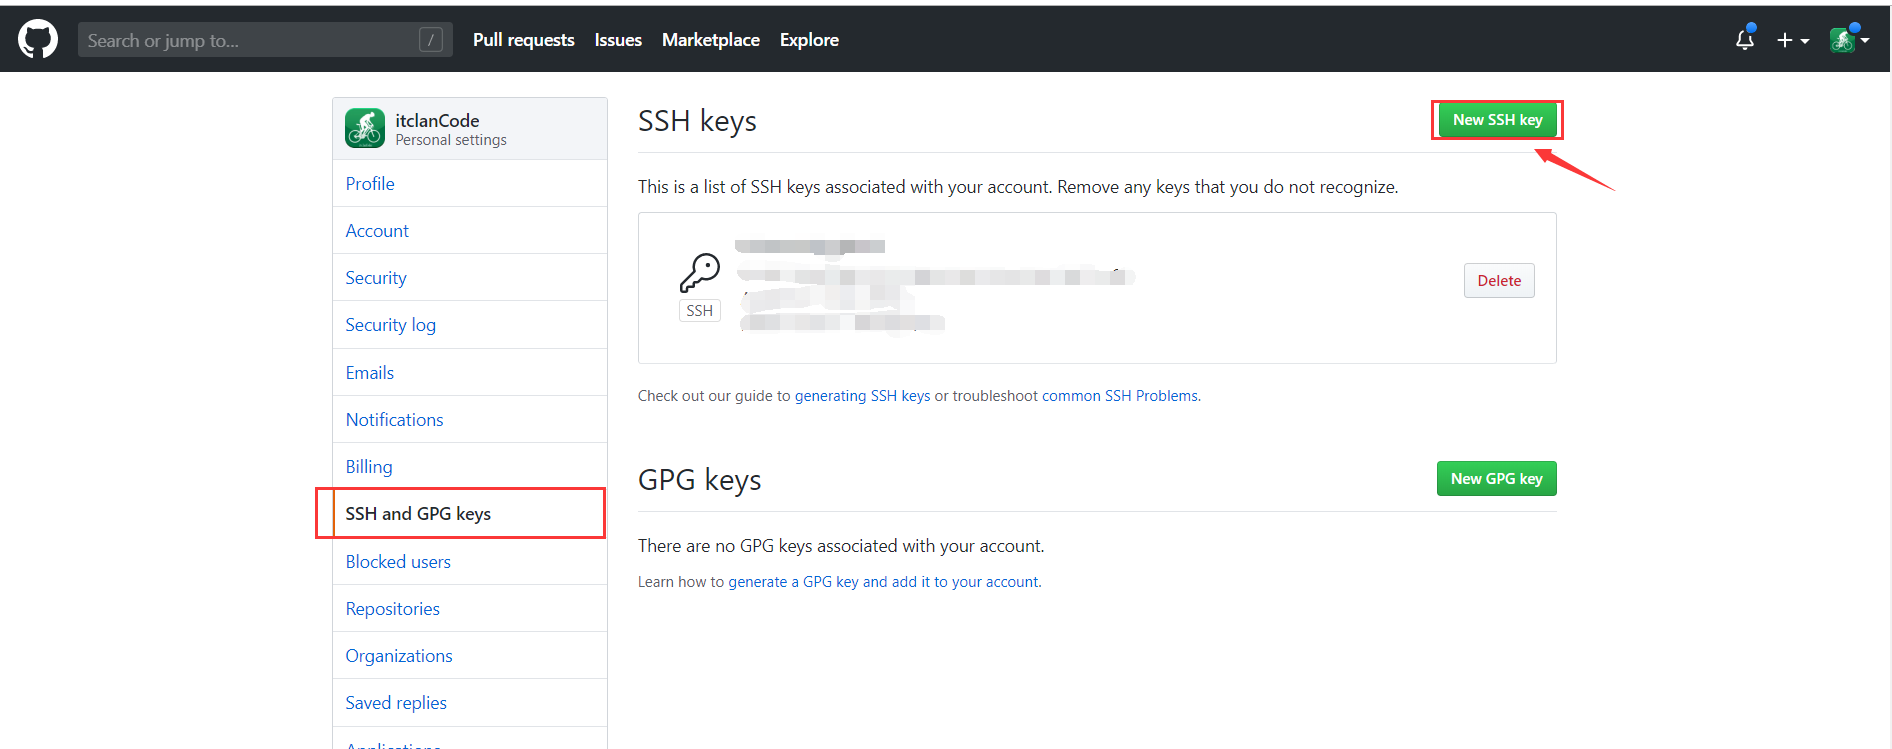 Search or jump to... / Pull requests Issues Marketplace Explore
itclanCode
Personal settings
Profile
Account
Security
Security log
Emails
Notifications
Billing
SSH and GPG keys
Blocked users
Repositories
Organizations
Saved replies
Applications
SSH keys
New SSH key
This is a list of SSH keys associated with your account. Remove any keys that you do not recognize.
SSH
Delete
Check out our guide to generating SSH keys or troubleshoot common SSH Problems.
GPG keys
New GPG key
There are no GPG keys associated with your account.
Learn how to generate a GPG key and add it to your account.